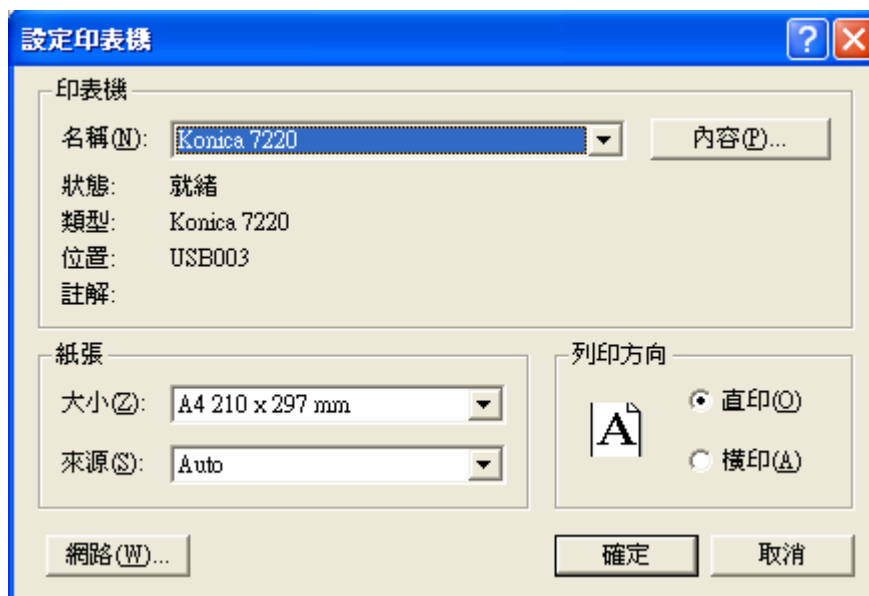 設定印表機
印表機
名稱(N): Konica 7220 內容(P)...
狀態: 就緒
類型: Konica 7220
位置: USB003
註解:
紙張
大小(Z): A4 210 x 297 mm
來源(S): Auto
列印方向
A
直印(O)
橫印(A)
網路(W)... 確定 取消